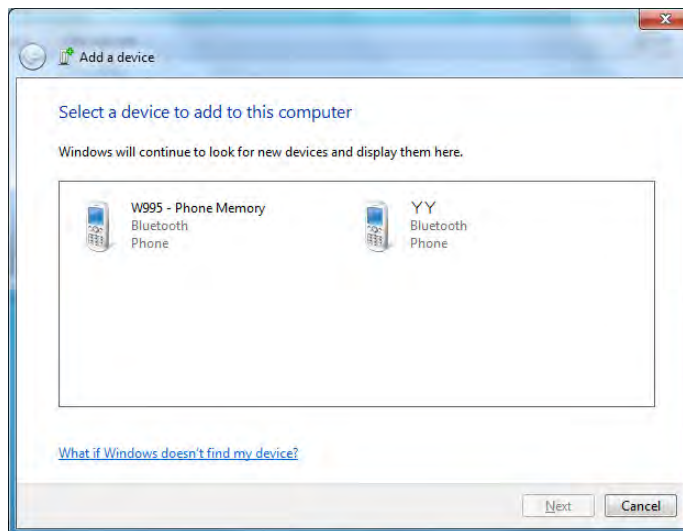 Add a device
Select a device to add to this computer
Windows will continue to look for new devices and display them here.
W995 - Phone Memory
Bluetooth
Phone
YY
Bluetooth
Phone
What if Windows doesn't find my device?
Next
Cancel